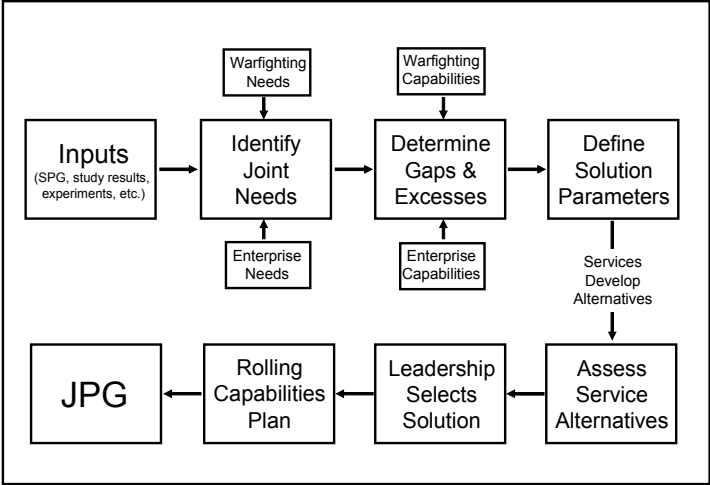 Warfighting
Needs
Warfighting
Capabilities
Inputs
(SPG, study results,
experiments, etc.)
Identify
Joint
Needs
Determine
Gaps &
Excesses
Define
Solution
Parameters
Enterprise
Needs
Enterprise
Capabilities
Services
Develop
Alternatives
JPG
Rolling
Capabilities
Plan
Leadership
Selects
Solution
Assess
Service
Alternatives